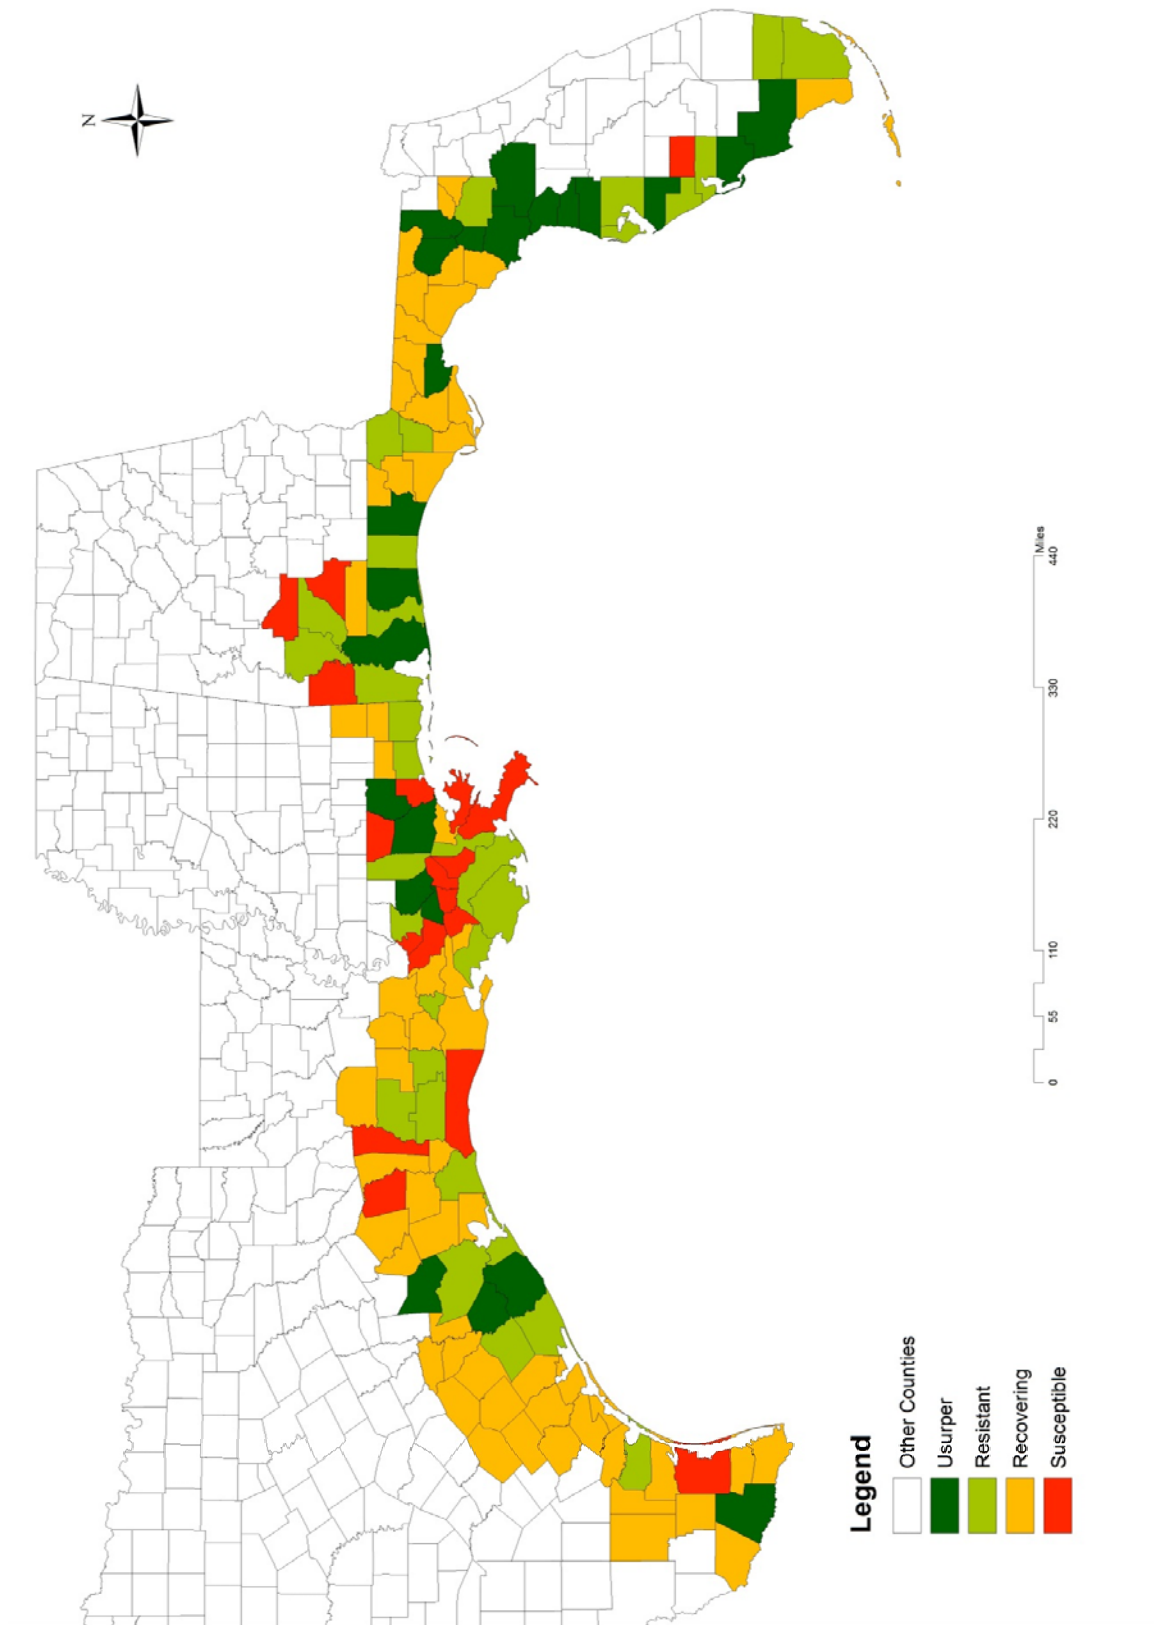 N
Miles
0
55
110
220
330
440
Legend
Other Counties
Usurper
Resistant
Recovering
Susceptible